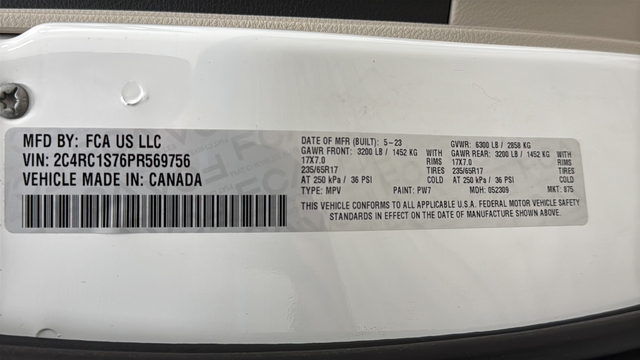 MFD BY: FCA US LLC
VIN: 2C4RC1S76PR569756
VEHICLE MADE IN: CANADA
DATE OF MFR (BUILT): 5-23 GVWR: 6300 LB / 2858 KG
GAWR FRONT: 3200 LB / 1452 KG WITH GAWR REAR: 3200 LB / 1452 KG WITH
17X7.0 RIMS 17X7.0 RIMS
235/65R17 TIRES 235/65R17 TIRES
AT 250 kPa / 36 PSI COLD AT 250 kPa / 36 PSI COLD
TYPE: MPV PAINT: PW7 MDH: 052309 MKT: 875
THIS VEHICLE CONFORMS TO ALL APPLICABLE U.S.A. FEDERAL MOTOR VEHICLE SAFETY
STANDARDS IN EFFECT ON THE DATE OF MANUFACTURE SHOWN ABOVE.